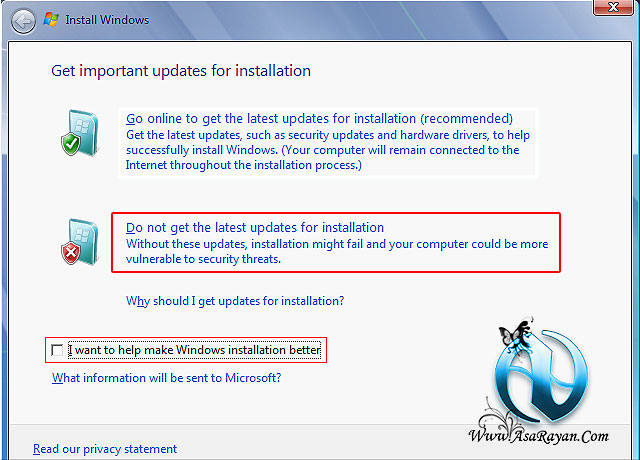 Install Windows
Get important updates for installation
Go online to get the latest updates for installation (recommended)
Get the latest updates, such as security updates and hardware drivers, to help
successfully install Windows. (Your computer will remain connected to the
Internet throughout the installation process.)
Do not get the latest updates for installation
Without these updates, installation might fail and your computer could be more
vulnerable to security threats.
Why should I get updates for installation?
I want to help make Windows installation better
What information will be sent to Microsoft?
Www.AsaRayan.Com
Read our privacy statement